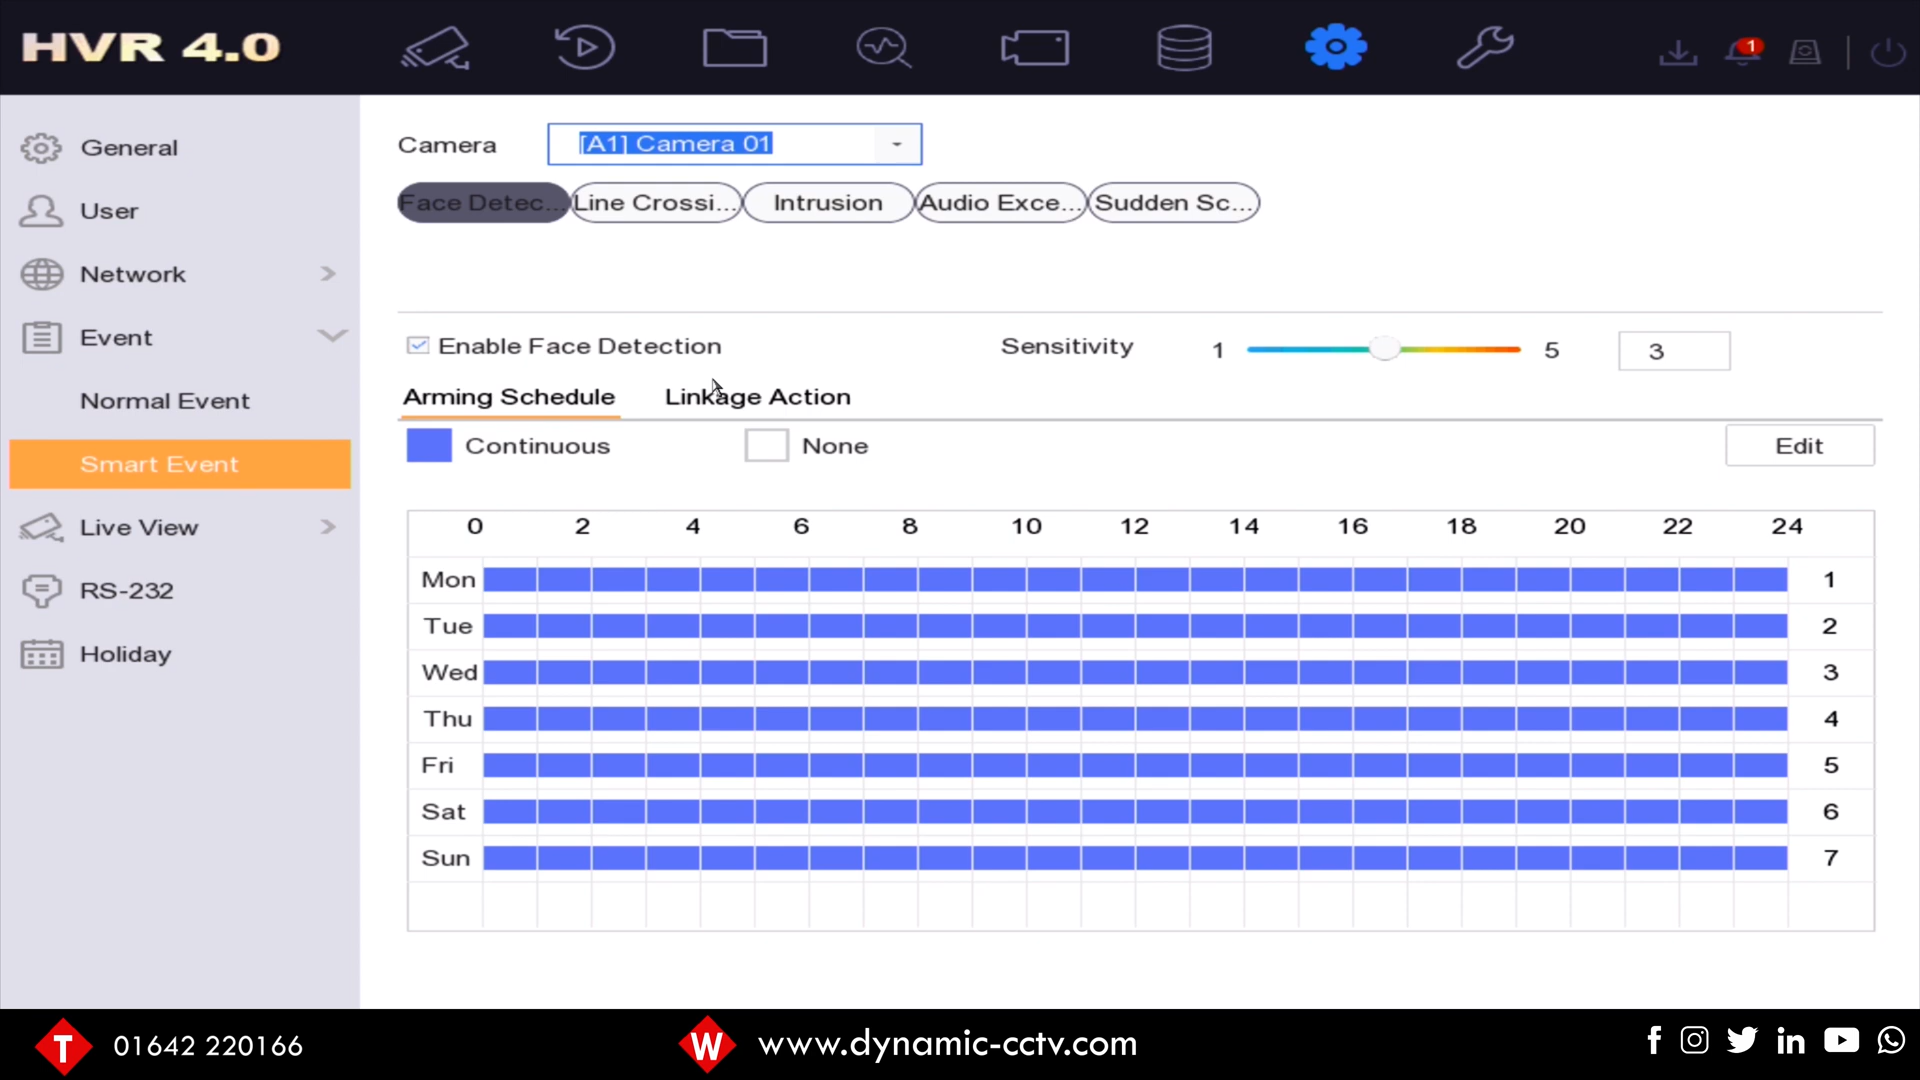 HVR 4.0
1
General
User
Network
Event
Normal Event
Smart Event
Live View
RS-232
Holiday
Camera [A1] Camera 01
Face Detec... Line Crossi... Intrusion Audio Exce... Sudden Sc...
Enable Face Detection Sensitivity 1 5 3
Arming Schedule Linkage Action
Continuous None Edit
0 2 4 6 8 10 12 14 16 18 20 22 24
Mon 1
Tue 2
Wed 3
Thu 4
Fri 5
Sat 6
Sun 7
T 01642 220166 W www.dynamic-cctv.com